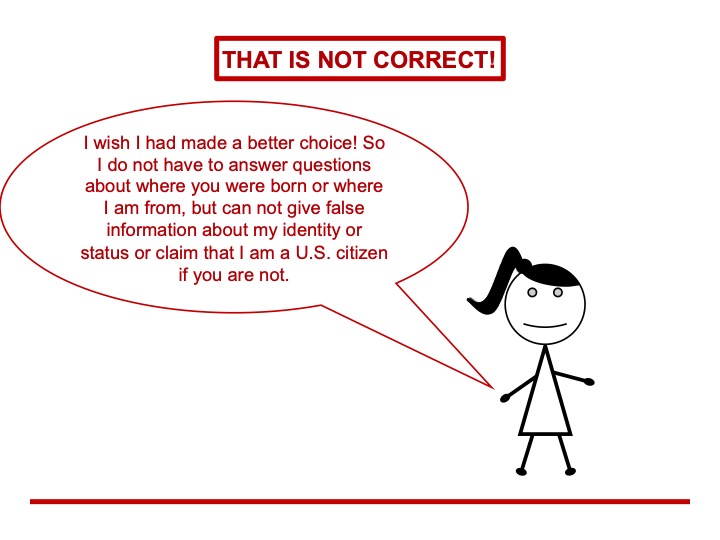 THAT IS NOT CORRECT!
I wish I had made a better choice! So
I do not have to answer questions
about where you were born or where
I am from, but can not give false
information about my identity or
status or claim that I am a U.S. citizen
if you are not.